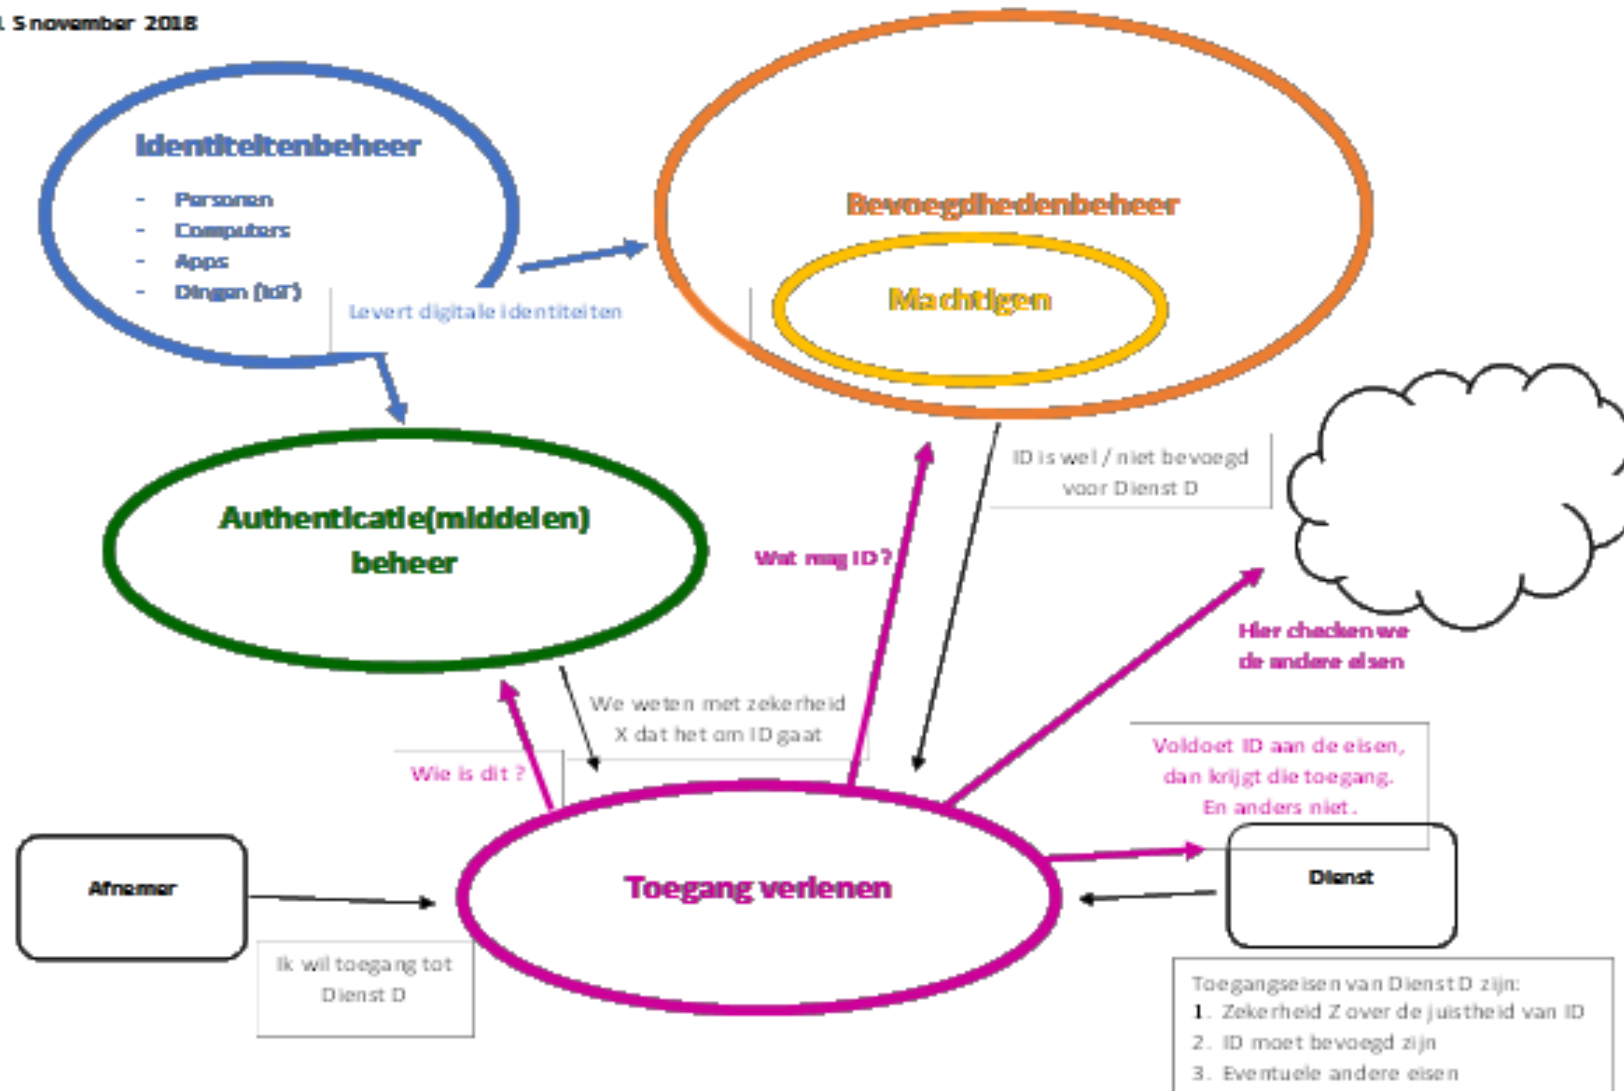 5 november 2018
Identiteitenbeheer
- Personen
- Computers
- Apps
- Dingen (IoT)
Levert digitale identiteiten
Bevoegdhedenbeheer
Machtigen
Authenticatie(middelen)
beheer
ID is wel / niet bevoegd
voor Dienst D
Wat mag ID?
Hier checken we
de andere eisen
We weten met zekerheid
X dat het om ID gaat
Wie is dit ?
Voldoet ID aan de eisen,
dan krijgt die toegang.
En anders niet.
Afnemer
Toegang verlenen
Dienst
Ik wil toegang tot
Dienst D
Toegangseisen van Dienst D zijn:
1. Zekerheid Z over de juistheid van ID
2. ID moet bevoegd zijn
3. Eventuele andere eisen